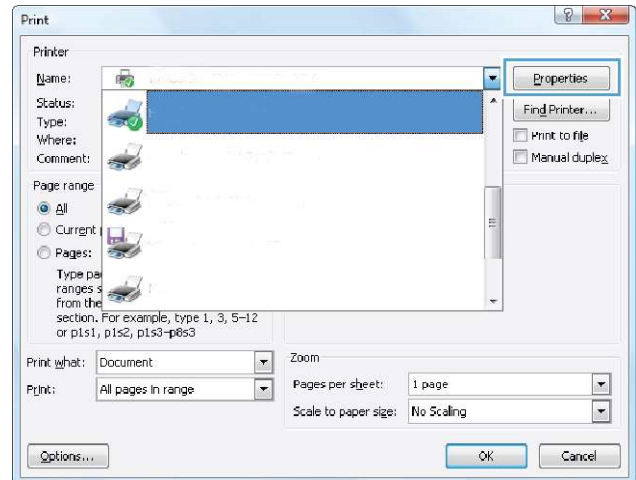 Print
Printer
Name:
Properties
Status:
Find Printer...
Type:
Print to file
Where:
Manual duplex
Comment:
Page range
All
Current
Pages:
Type pa
ranges s
from the
section. For example, type 1, 3, 5–12
or p1s1, p1s2, p1s3–p8s3
Print what: Document
Zoom
Pages per sheet: 1 page
Print: All pages in range
Scale to paper size: No Scaling
Options...
OK
Cancel